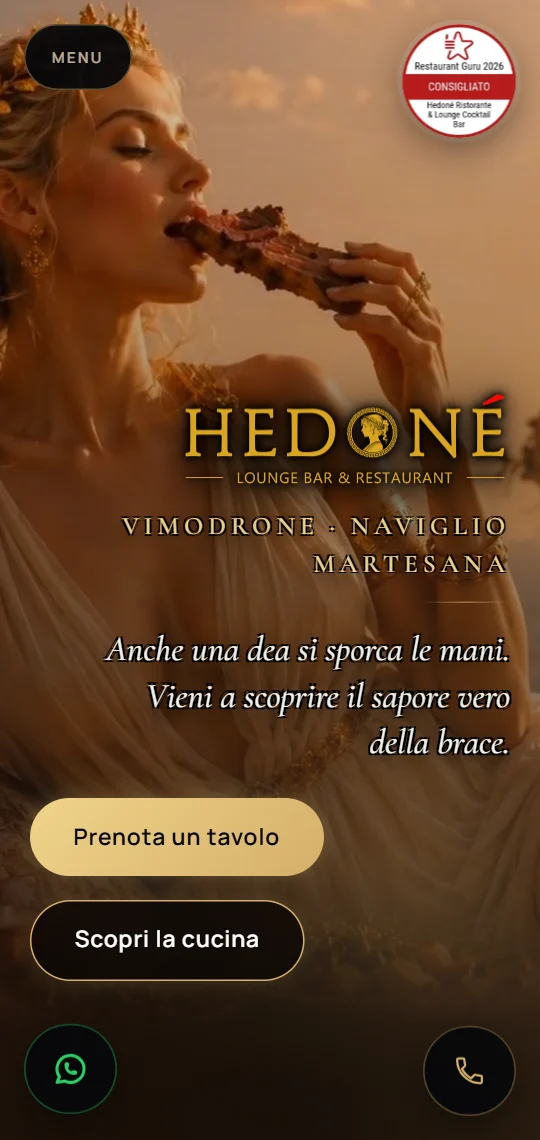 MENU
Restaurant Guru 2026
CONSIGLIATO
Hedoné Ristorante
& Lounge Cocktail
Bar
HEDONÉ
LOUNGE BAR & RESTAURANT
VIMODRONE · NAVIGLIO
MARTESANA
Anche una dea si sporca le mani.
Vieni a scoprire il sapore vero
della brace.
Prenota un tavolo
Scopri la cucina